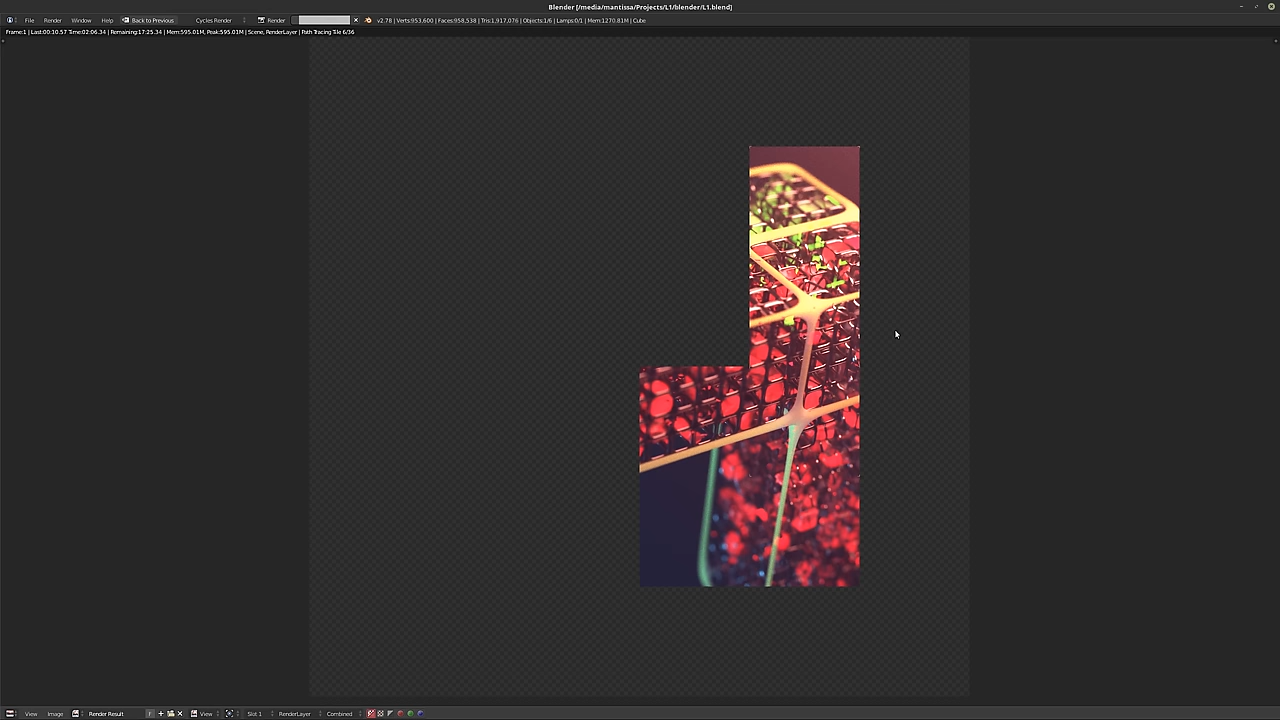 Blender [/media/mantissa/Projects/L1/blender/L1.blend]
File Render Window Help Back to Previous Cycles Render Render v2.78 | Verts:953,600 | Faces:958,538 | Tris:1,917,076 | Objects:1/6 | Lamps:0/1 | Mem:1270.81M | Cube
Frame:1 | Last:00:10.57 Time:02:06.34 | Remaining:17:25.34 | Mem:595.01M, Peak:595.01M | Scene, RenderLayer | Path Tracing Tile 6/36
View Image Render Result F View Slot 1 RenderLayer Combined